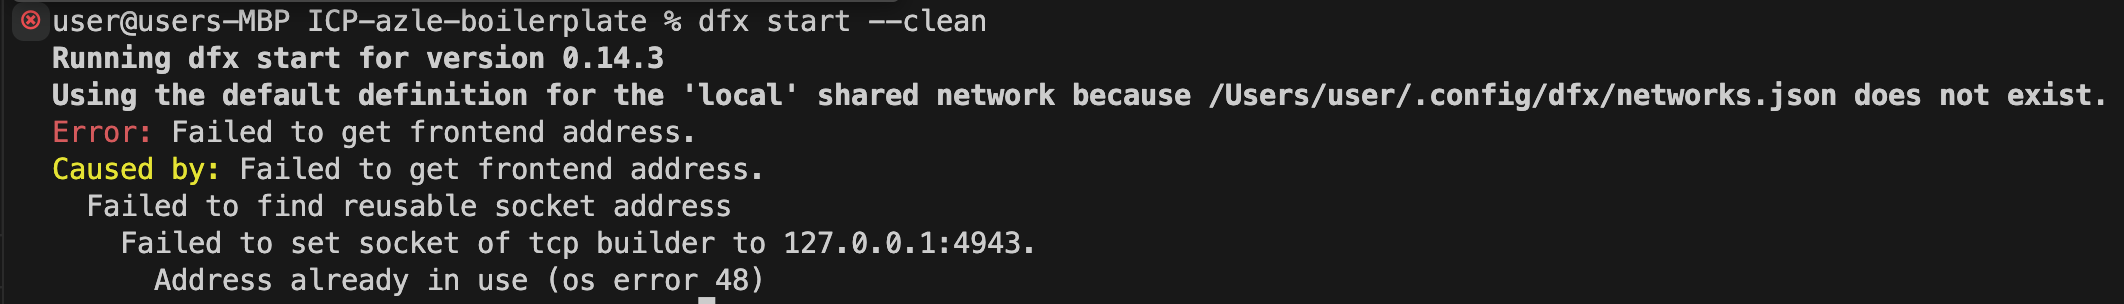 user@users-MBP ICP-azle-boilerplate % dfx start --clean
Running dfx start for version 0.14.3
Using the default definition for the 'local' shared network because /Users/user/.config/dfx/networks.json does not exist.
Error: Failed to get frontend address.
Caused by: Failed to get frontend address.
  Failed to find reusable socket address
    Failed to set socket of tcp builder to 127.0.0.1:4943.
      Address already in use (os error 48)